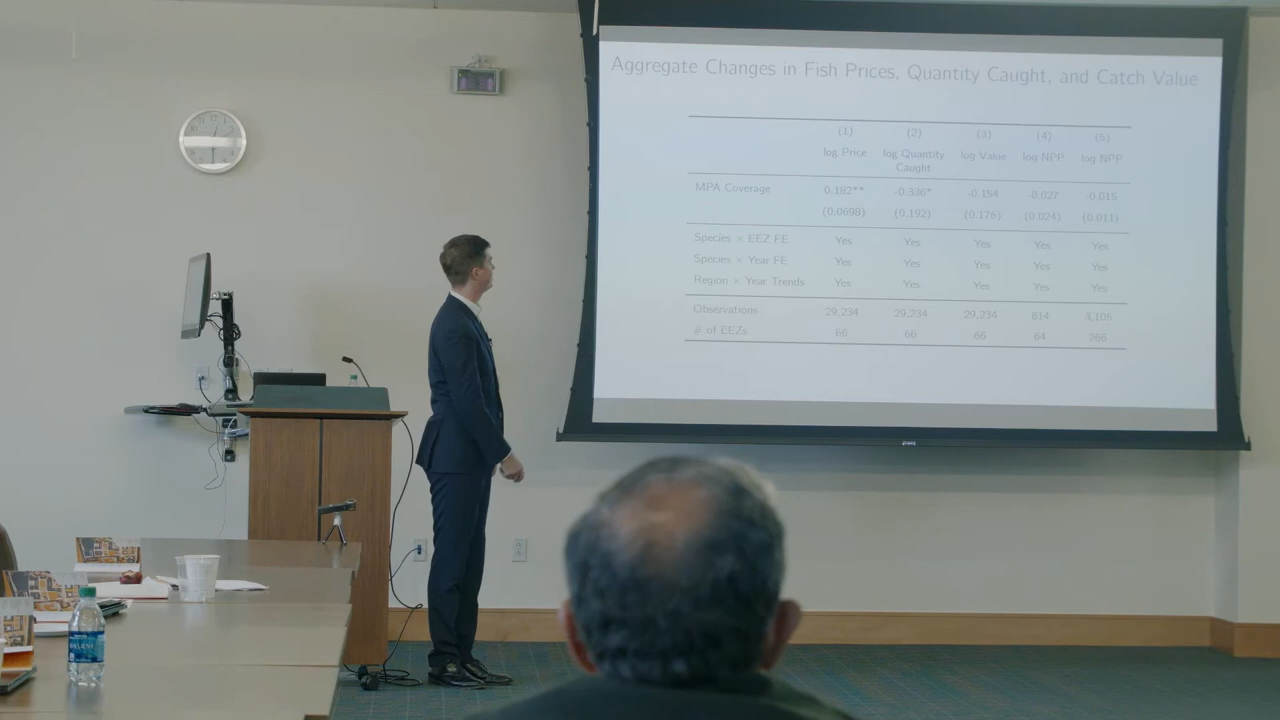 Aggregate Changes in Fish Prices, Quantity Caught, and Catch Value
(1) (2) (3) (4) (5)
log Price log Quantity Caught log Value log NPP log NPP
MPA Coverage 0.182** -0.336* -0.154 -0.027 -0.015
(0.0698) (0.192) (0.176) (0.024) (0.011)
Species × EEZ FE Yes Yes Yes Yes Yes
Species × Year FE Yes Yes Yes Yes Yes
Region × Year Trends Yes Yes Yes Yes Yes
Observations 29,234 29,234 29,234 814 3,105
# of EEZs 66 66 66 64 266